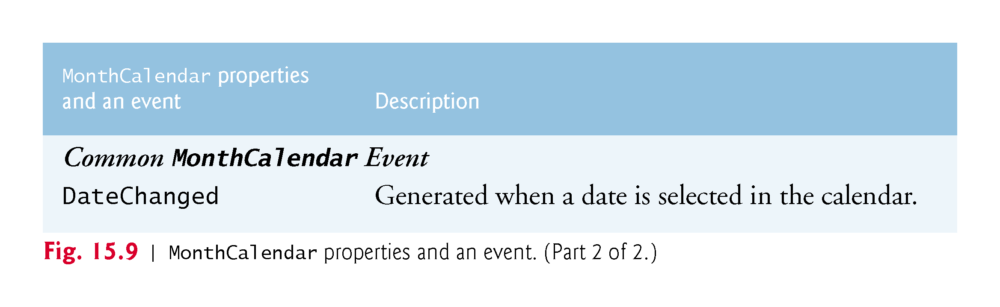 MonthCalendar properties
and an event Description
Common MonthCalendar Event
DateChanged Generated when a date is selected in the calendar.
Fig. 15.9 | MonthCalendar properties and an event. (Part 2 of 2.)